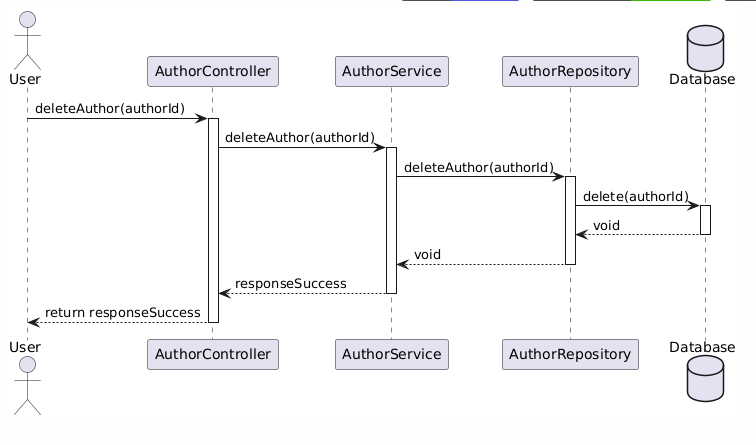 User
AuthorController
AuthorService
AuthorRepository
Database
deleteAuthor(authorId)
deleteAuthor(authorId)
deleteAuthor(authorId)
delete(authorId)
void
void
responseSuccess
return responseSuccess
User
AuthorController
AuthorService
AuthorRepository
Database